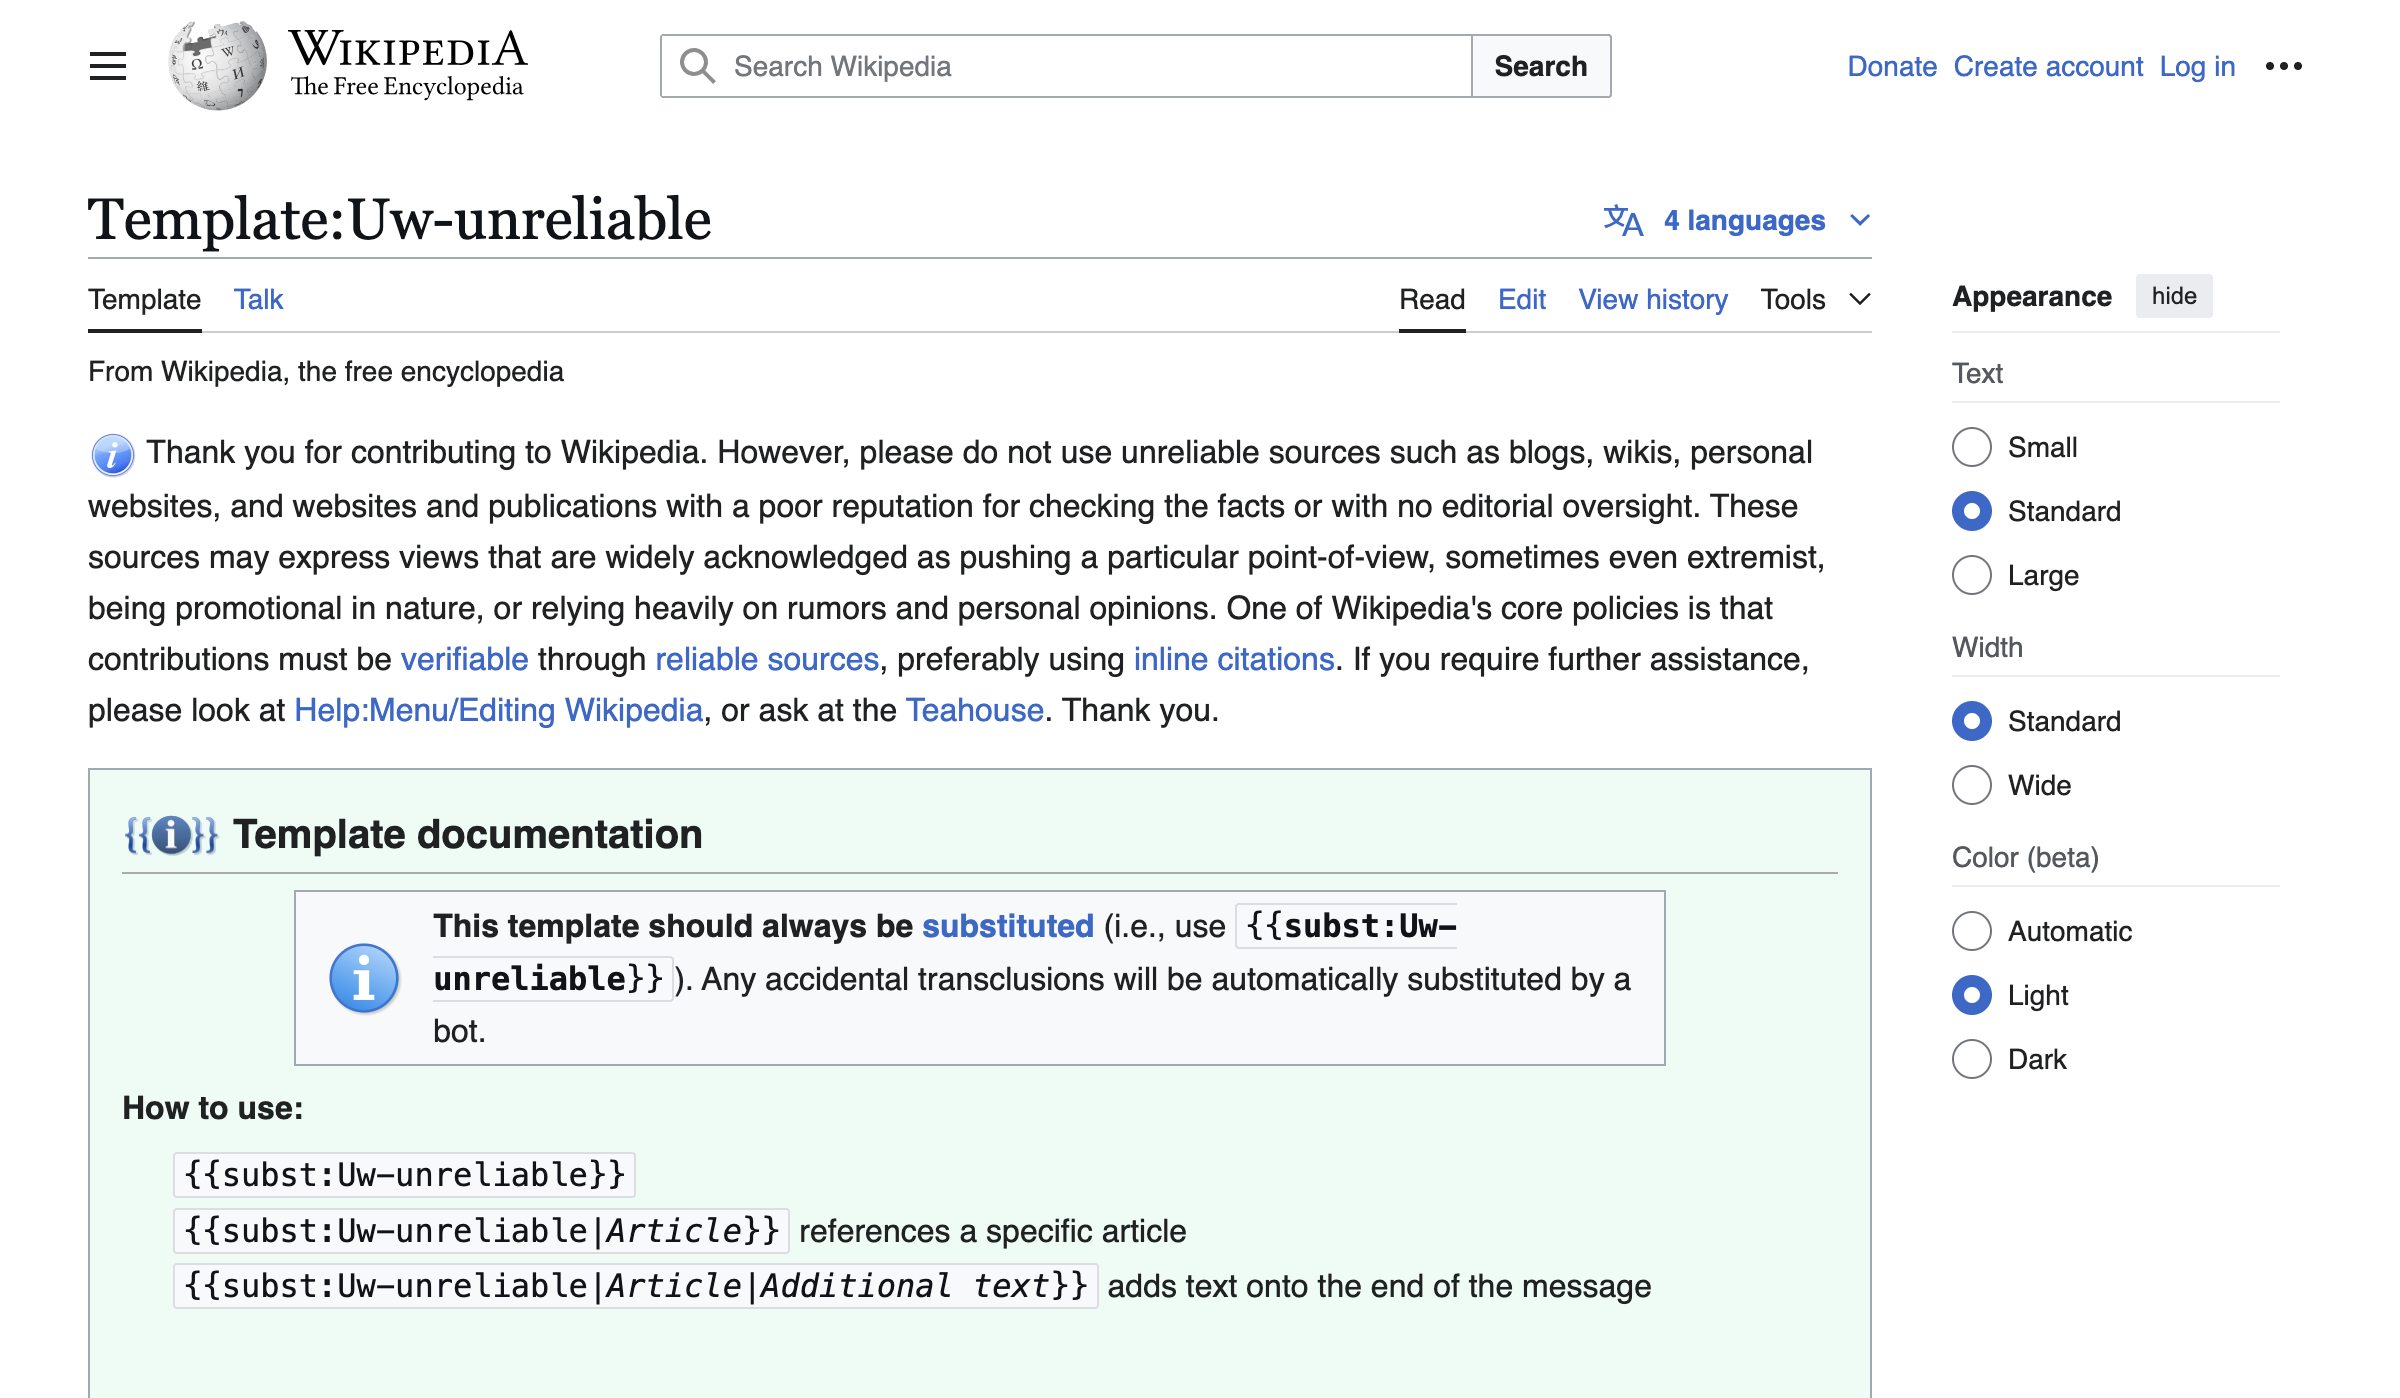 WIKIPEDIA
The Free Encyclopedia
Search Wikipedia
Search
Donate Create account Log in
Template:Uw-unreliable
4 languages
Template Talk
Read Edit View history Tools
From Wikipedia, the free encyclopedia
Thank you for contributing to Wikipedia. However, please do not use unreliable sources such as blogs, wikis, personal
websites, and websites and publications with a poor reputation for checking the facts or with no editorial oversight. These
sources may express views that are widely acknowledged as pushing a particular point-of-view, sometimes even extremist,
being promotional in nature, or relying heavily on rumors and personal opinions. One of Wikipedia's core policies is that
contributions must be verifiable through reliable sources, preferably using inline citations. If you require further assistance,
please look at Help:Menu/Editing Wikipedia, or ask at the Teahouse. Thank you.
{{i}} Template documentation
This template should always be substituted (i.e., use {{subst:Uw-
unreliable}}). Any accidental transclusions will be automatically substituted by a
bot.
How to use:
{{subst:Uw-unreliable}}
{{subst:Uw-unreliable|Article}} references a specific article
{{subst:Uw-unreliable|Article|Additional text}} adds text onto the end of the message
Appearance hide
Text
Small
Standard
Large
Width
Standard
Wide
Color (beta)
Automatic
Light
Dark